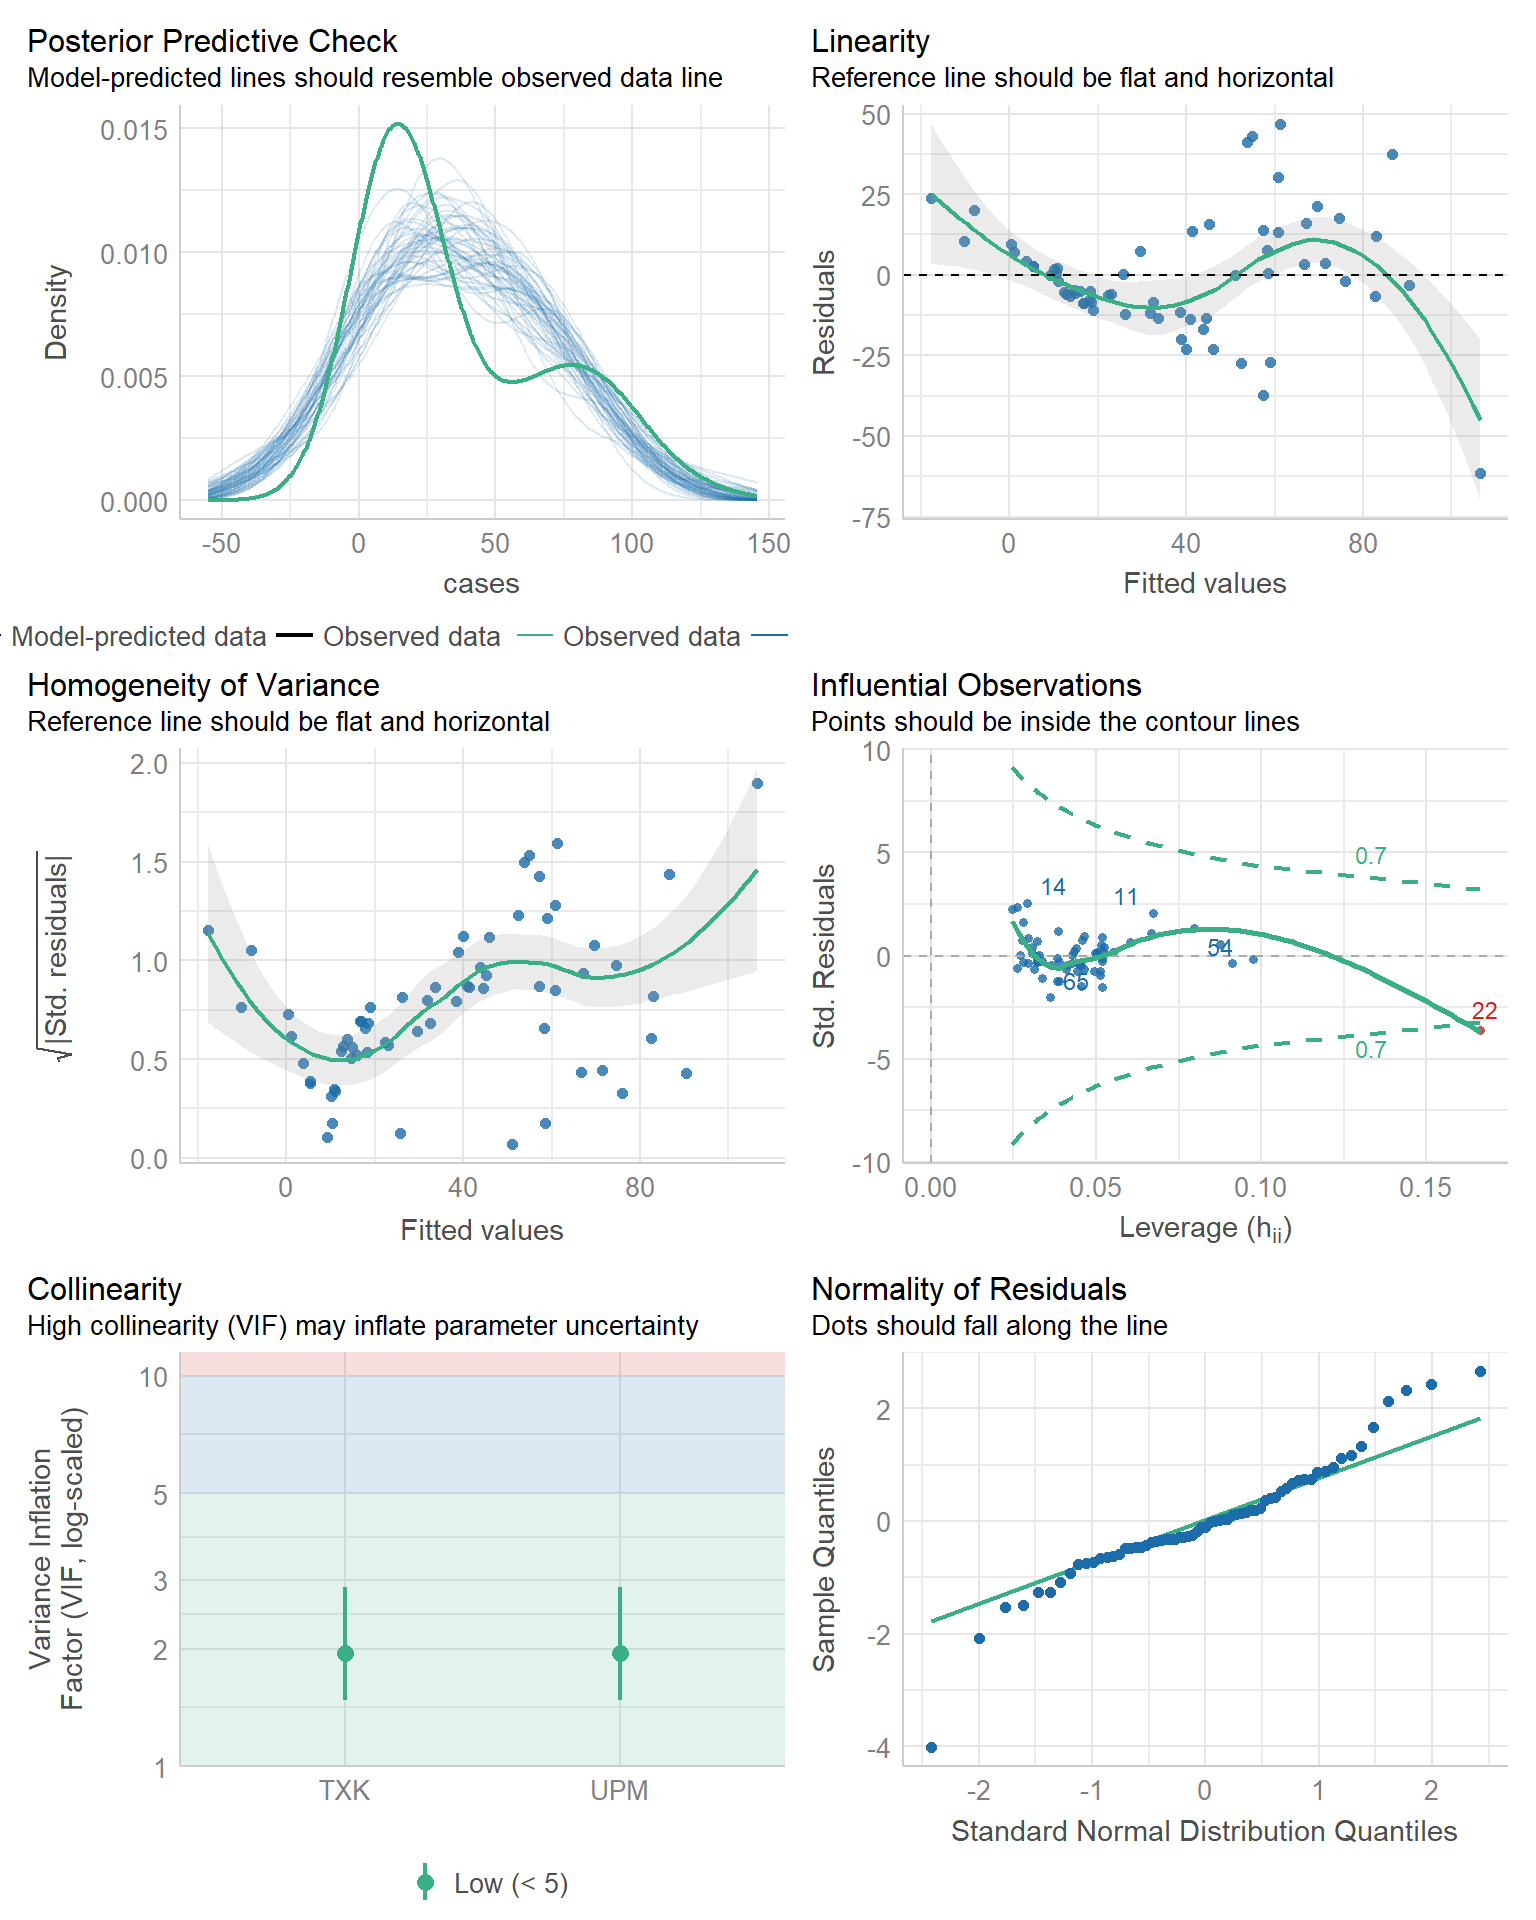 Posterior Predictive Check
Model-predicted lines should resemble observed data line
0.015
0.010
0.005
0.000
Density
-50 0 50 100 150
cases
Model-predicted data Observed data Observed data
Linearity
Reference line should be flat and horizontal
50
25
0
-25
-50
-75
Residuals
0 40 80
Fitted values
Homogeneity of Variance
Reference line should be flat and horizontal
2.0
1.5
1.0
0.5
0.0
√|Std. residuals|
0 40 80
Fitted values
Influential Observations
Points should be inside the contour lines
10
5
0
-5
-10
Std. Residuals
0.7
14
11
54
65
22
0.7
0.00 0.05 0.10 0.15
Leverage (hii)
Collinearity
High collinearity (VIF) may inflate parameter uncertainty
10
5
3
2
1
Variance Inflation
Factor (VIF, log-scaled)
TXK UPM
Low (< 5)
Normality of Residuals
Dots should fall along the line
2
0
-2
-4
Sample Quantiles
-2 -1 0 1 2
Standard Normal Distribution Quantiles